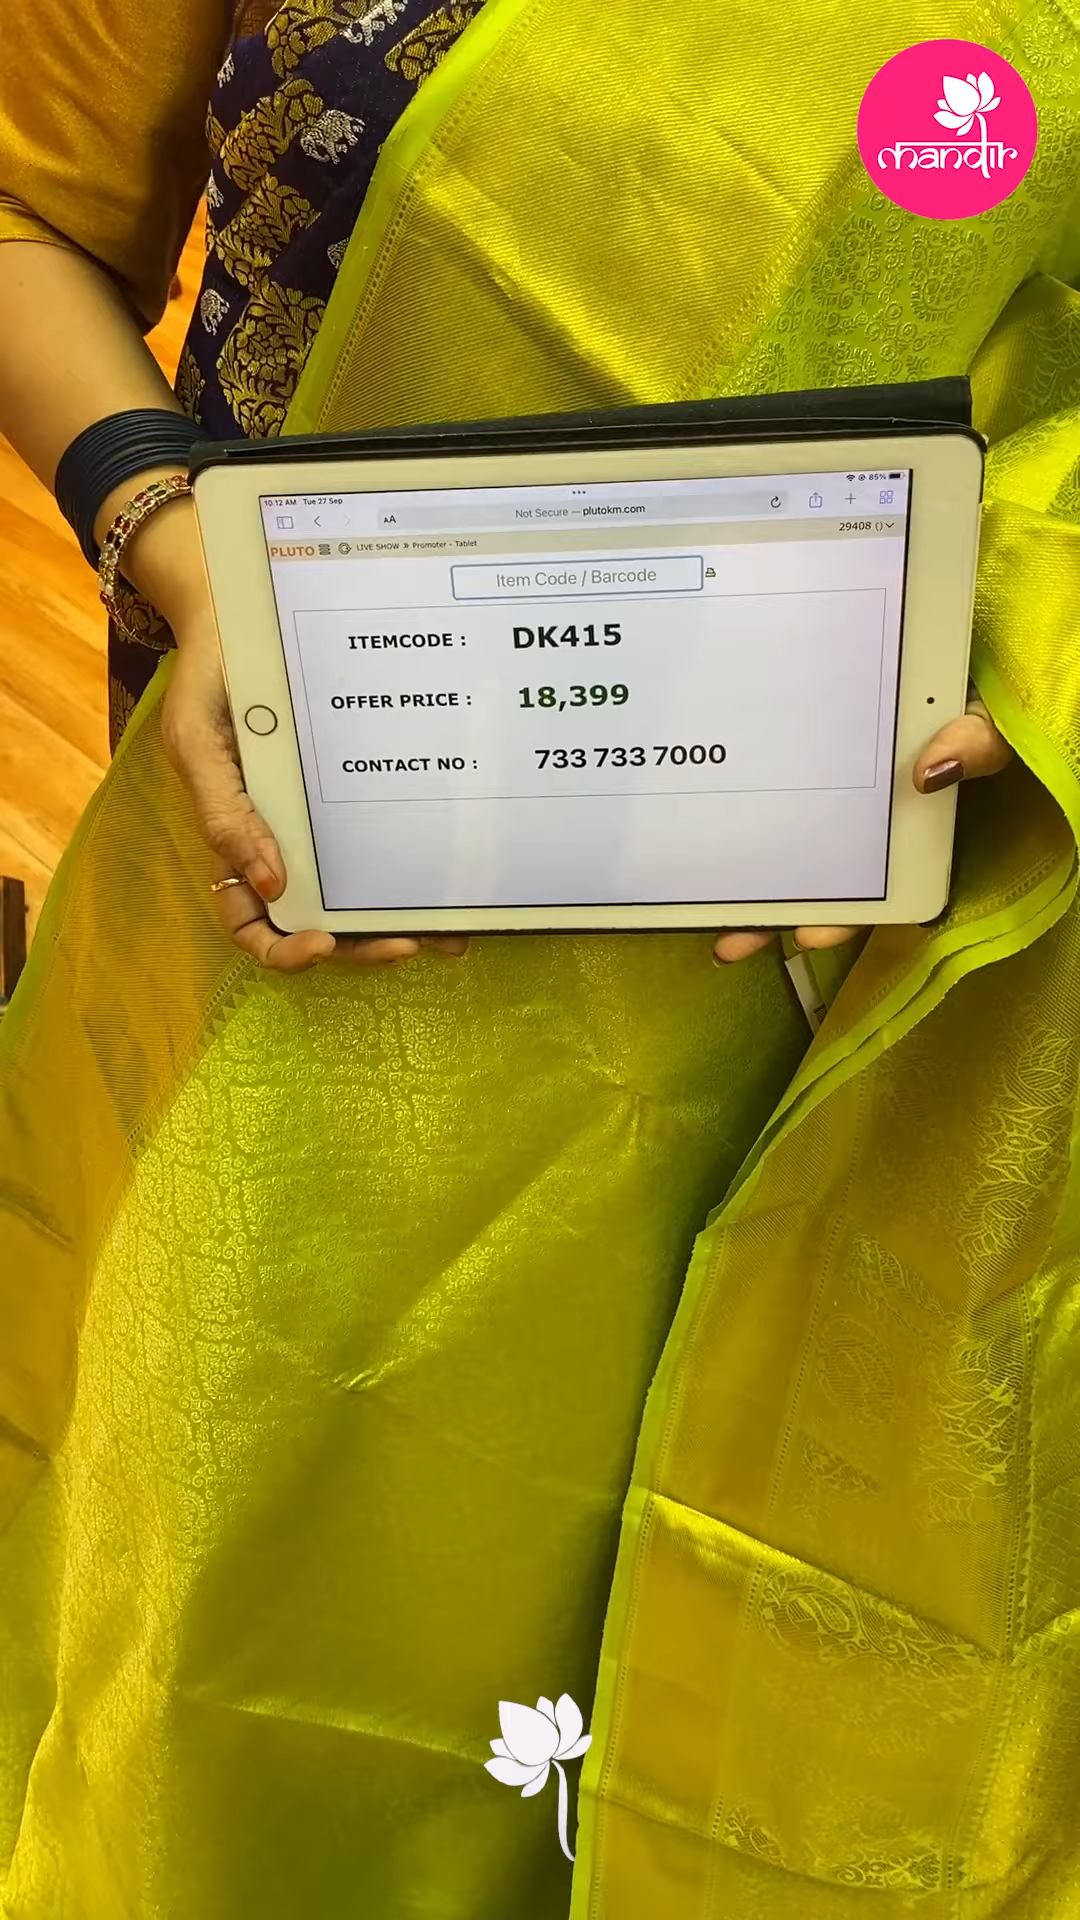 mandir
10:12 AM Tue 27 Sep
85%
AA
Not Secure — plutokm.com
29408 ()
PLUTO
LIVE SHOW » Promoter - Tablet
Item Code / Barcode
ITEMCODE : DK415
OFFER PRICE : 18,399
CONTACT NO : 733 733 7000